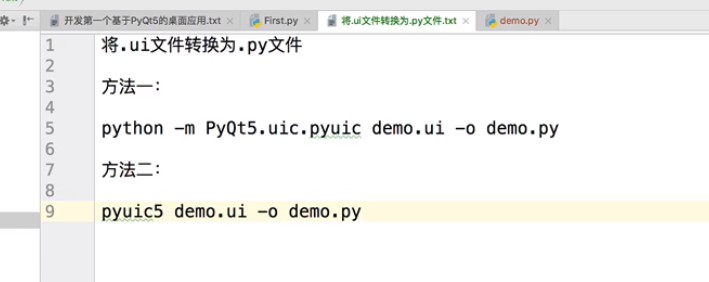 开发第一个基于PyQt5的桌面应用.txt First.py 将.ui文件转换为.py文件.txt demo.py
1 将.ui文件转换为.py文件
2
3 方法一:
4
5 python -m PyQt5.uic.pyuic demo.ui -o demo.py
6
7 方法二:
8
9 pyuic5 demo.ui -o demo.py